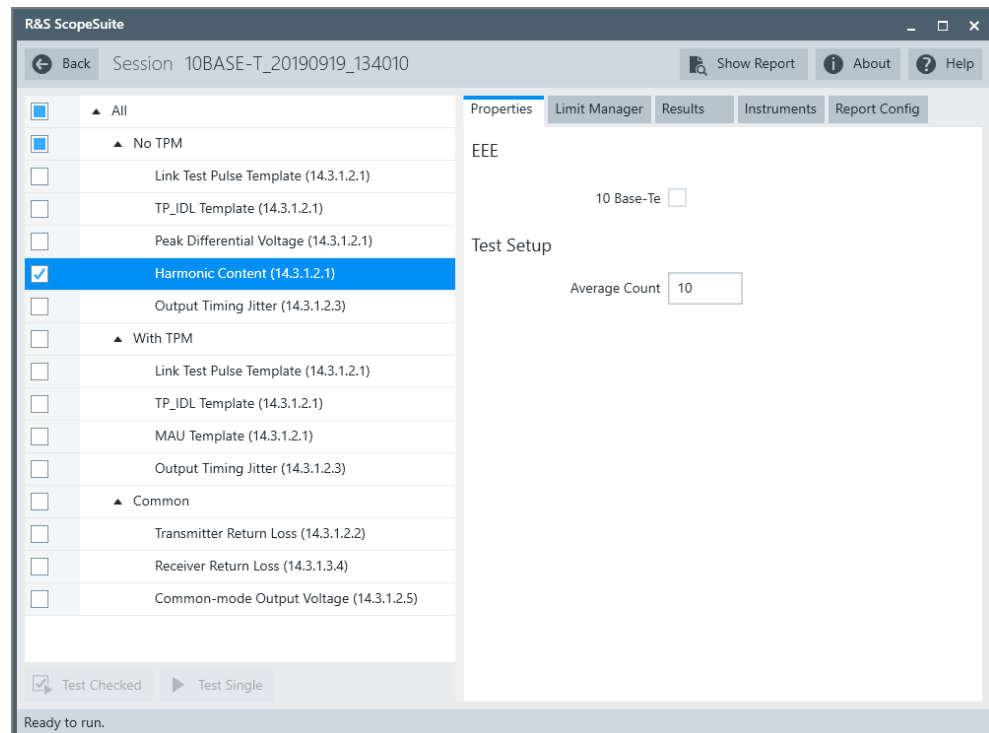 R&S ScopeSuite
Back
Session 10BASE-T_20190919_134010
Show Report
About
Help
All
No TPM
Link Test Pulse Template (14.3.1.2.1)
TP_IDL Template (14.3.1.2.1)
Peak Differential Voltage (14.3.1.2.1)
Harmonic Content (14.3.1.2.1)
Output Timing Jitter (14.3.1.2.3)
With TPM
Link Test Pulse Template (14.3.1.2.1)
TP_IDL Template (14.3.1.2.1)
MAU Template (14.3.1.2.1)
Output Timing Jitter (14.3.1.2.3)
Common
Transmitter Return Loss (14.3.1.2.2)
Receiver Return Loss (14.3.1.3.4)
Common-mode Output Voltage (14.3.1.2.5)
Test Checked
Test Single
Properties
Limit Manager
Results
Instruments
Report Config
EEE
10 Base-Te
Test Setup
Average Count 10
Ready to run.